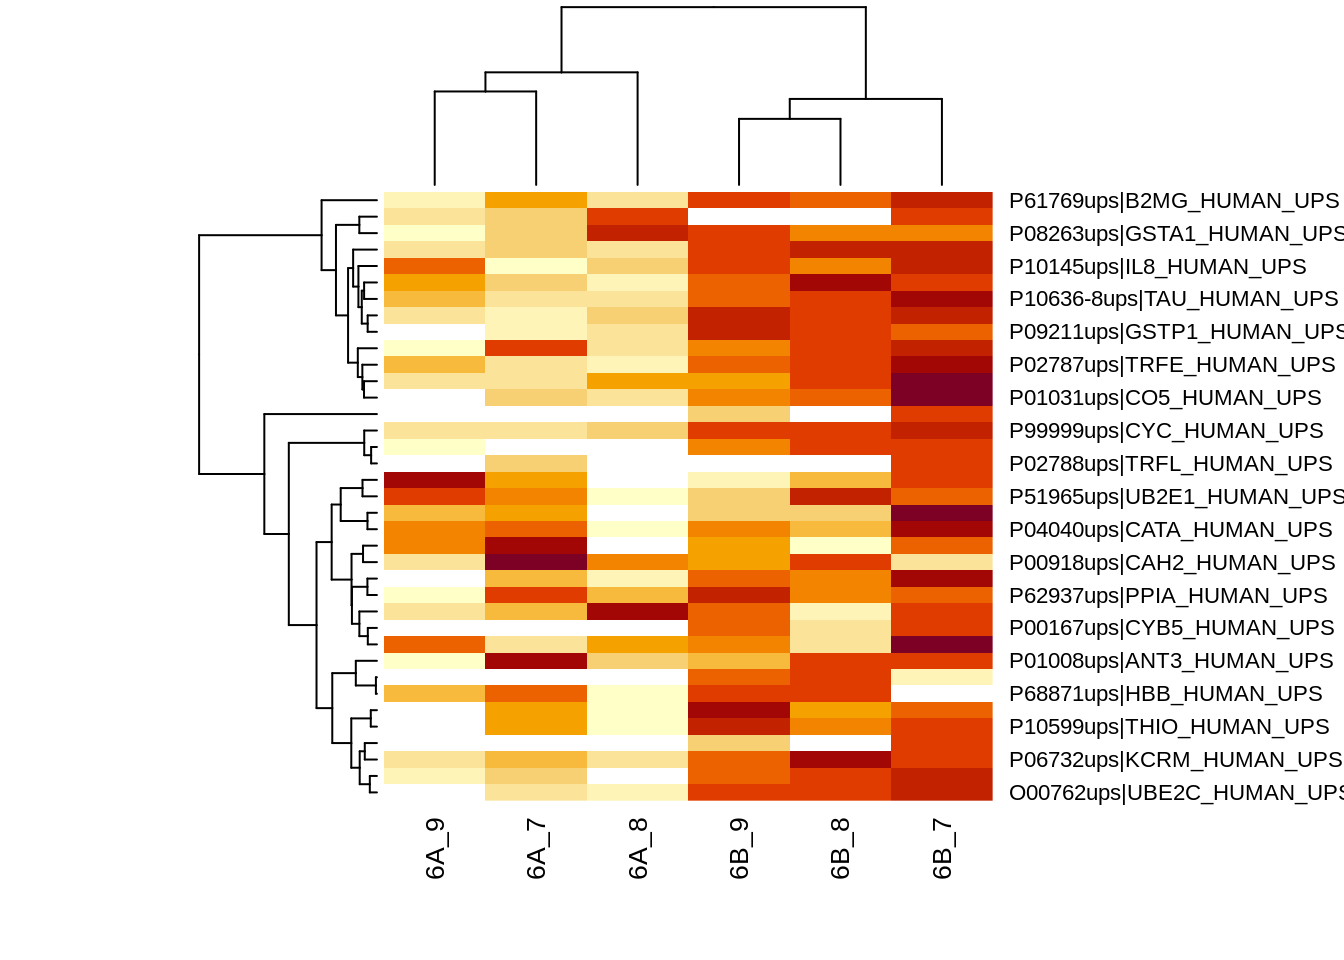 P61769ups|B2MG_HUMAN_UPS
P08263ups|GSTA1_HUMAN_UPS
P10145ups|IL8_HUMAN_UPS
P10636-8ups|TAU_HUMAN_UPS
P09211ups|GSTP1_HUMAN_UPS
P02787ups|TRFE_HUMAN_UPS
P01031ups|CO5_HUMAN_UPS
P99999ups|CYC_HUMAN_UPS
P02788ups|TRFL_HUMAN_UPS
P51965ups|UB2E1_HUMAN_UPS
P04040ups|CATA_HUMAN_UPS
P00918ups|CAH2_HUMAN_UPS
P62937ups|PPIA_HUMAN_UPS
P00167ups|CYB5_HUMAN_UPS
P01008ups|ANT3_HUMAN_UPS
P68871ups|HBB_HUMAN_UPS
P10599ups|THIO_HUMAN_UPS
P06732ups|KCRM_HUMAN_UPS
O00762ups|UBE2C_HUMAN_UPS
6A_9
6A_7
6A_8
6B_9
6B_8
6B_7